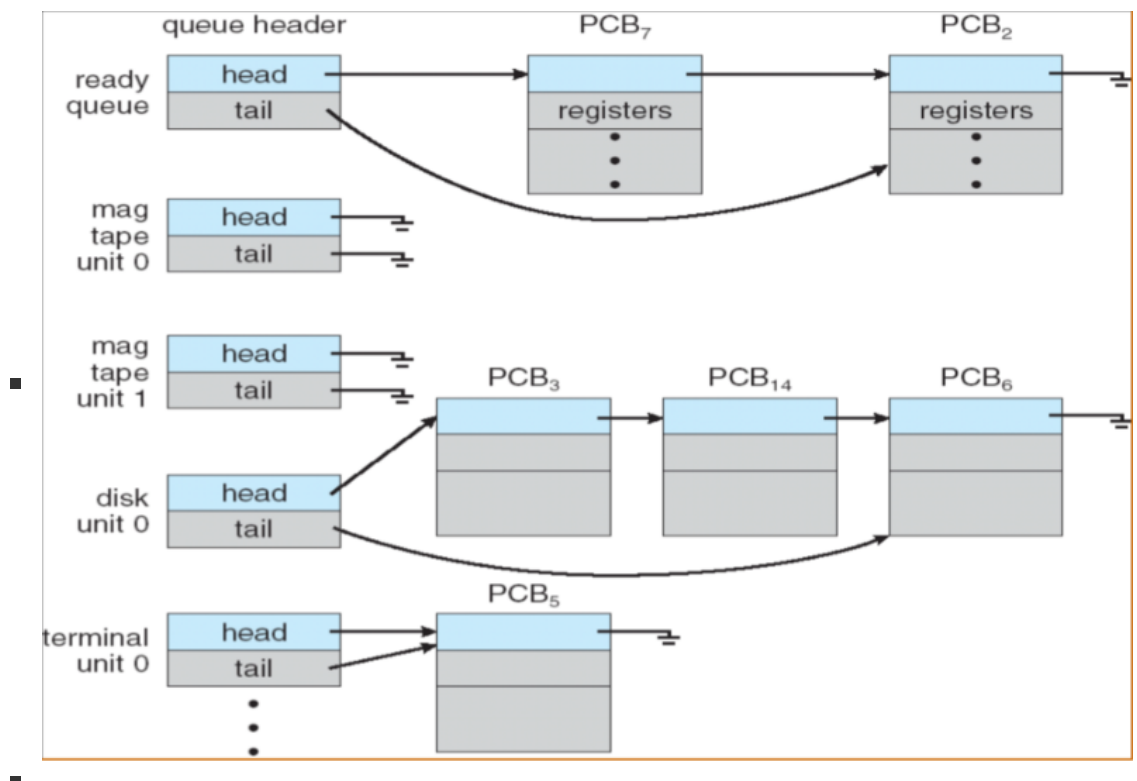 queue header
PCB7
PCB2
ready
queue
head
tail
registers
registers
mag
tape
unit 0
head
tail
mag
tape
unit 1
head
tail
PCB3
PCB14
PCB6
disk
unit 0
head
tail
PCB5
terminal
unit 0
head
tail